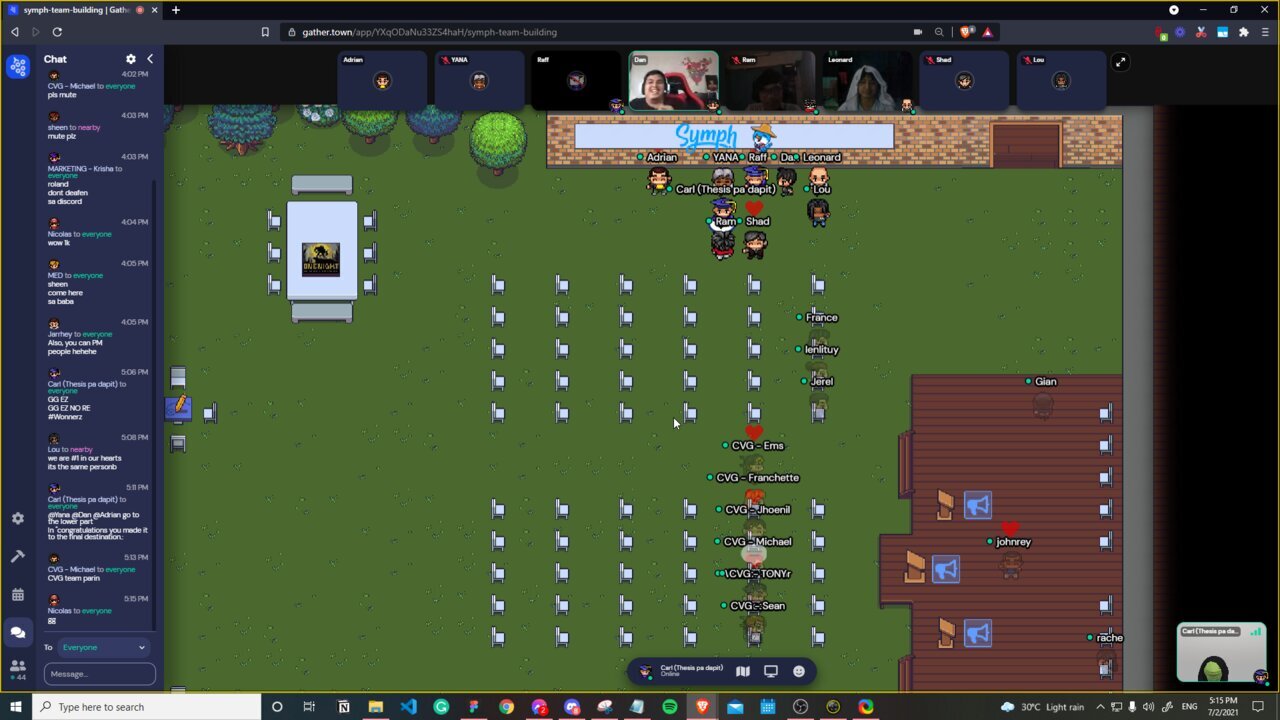 symph-team-building | Gathe
gather.town/app/YXqODaNu33ZS4haH/symph-team-building
Chat
4:02 PM
CVG - Michael to everyone
pls mute
4:03 PM
sheen to nearby
mute plz
4:03 PM
MARKETING - Krisha to
everyone
roland
dont deafen
sa discord
4:04 PM
Nicolas to everyone
wow 1k
4:05 PM
MED to everyone
sheen
come here
sa baba
4:05 PM
Jarrhey to everyone
Also, you can PM
people hehehe
5:06 PM
Carl (Thesis pa dapit) to
everyone
GG EZ
GG EZ NO RE
#Wonnerz
5:08 PM
Lou to nearby
we are #1 in our hearts
its the same personb
5:11 PM
Carl (Thesis pa dapit) to
everyone
@Yana @Dan @Adrian go to
the lower part
In "congratulations you made it
to the final destination.;
5:13 PM
CVG - Michael to everyone
CVG team parin
5:15 PM
Nicolas to everyone
To Everyone
Message...
44
Adrian
YANA
Raff
Dan
Ram
Leonard
Shad
Lou
Symph
Adrian
YANA
Raff
Da
Leonard
Carl (Thesis pa dapit)
Lou
Ram
Shad
ONE NIGHT
France
lenlituy
Jerel
Gian
CVG - Ems
CVG - Franchette
CVG - Jhoenil
CVG - Michael
CVG - TONYr
CVG - Sean
johnrey
rache
Carl (Thesis pa da...
Carl (Thesis pa dapit)
Online
Type here to search
30°C Light rain
ENG
5:15 PM
7/2/2021